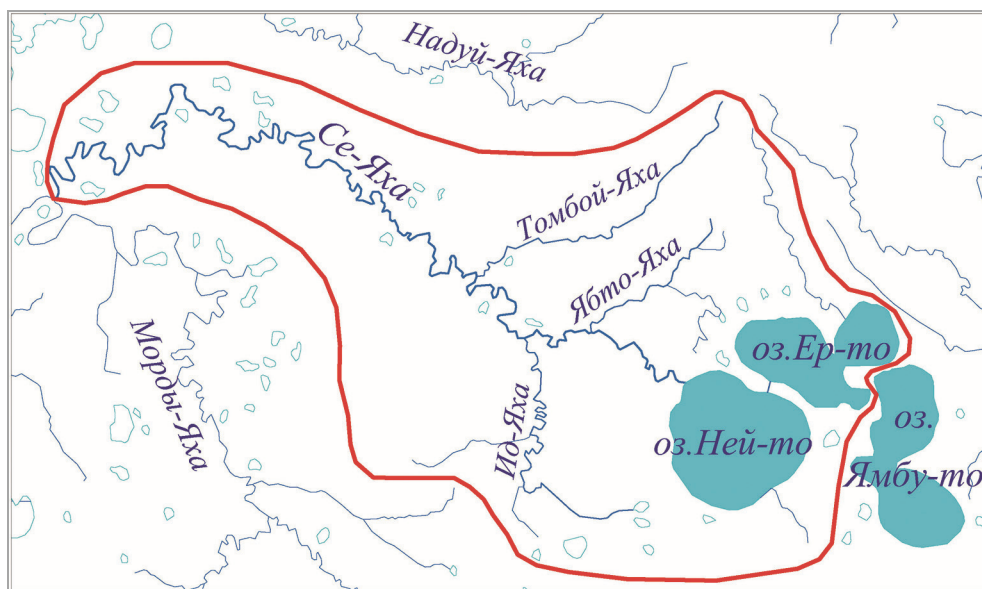 Надуй-Яха
Се-Яха
Томбой-Яха
Ябто-Яха
Морды-Яха
Ид-Яха
оз.Ер-то
оз.Ней-то
оз.
Ямбу-то